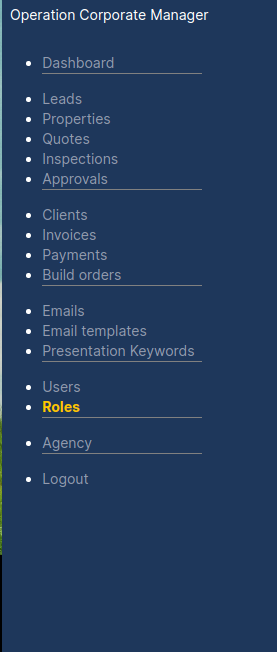 Operation Corporate Manager
Dashboard
Leads
Properties
Quotes
Inspections
Approvals
Clients
Invoices
Payments
Build orders
Emails
Email templates
Presentation Keywords
Users
Roles
Agency
Logout